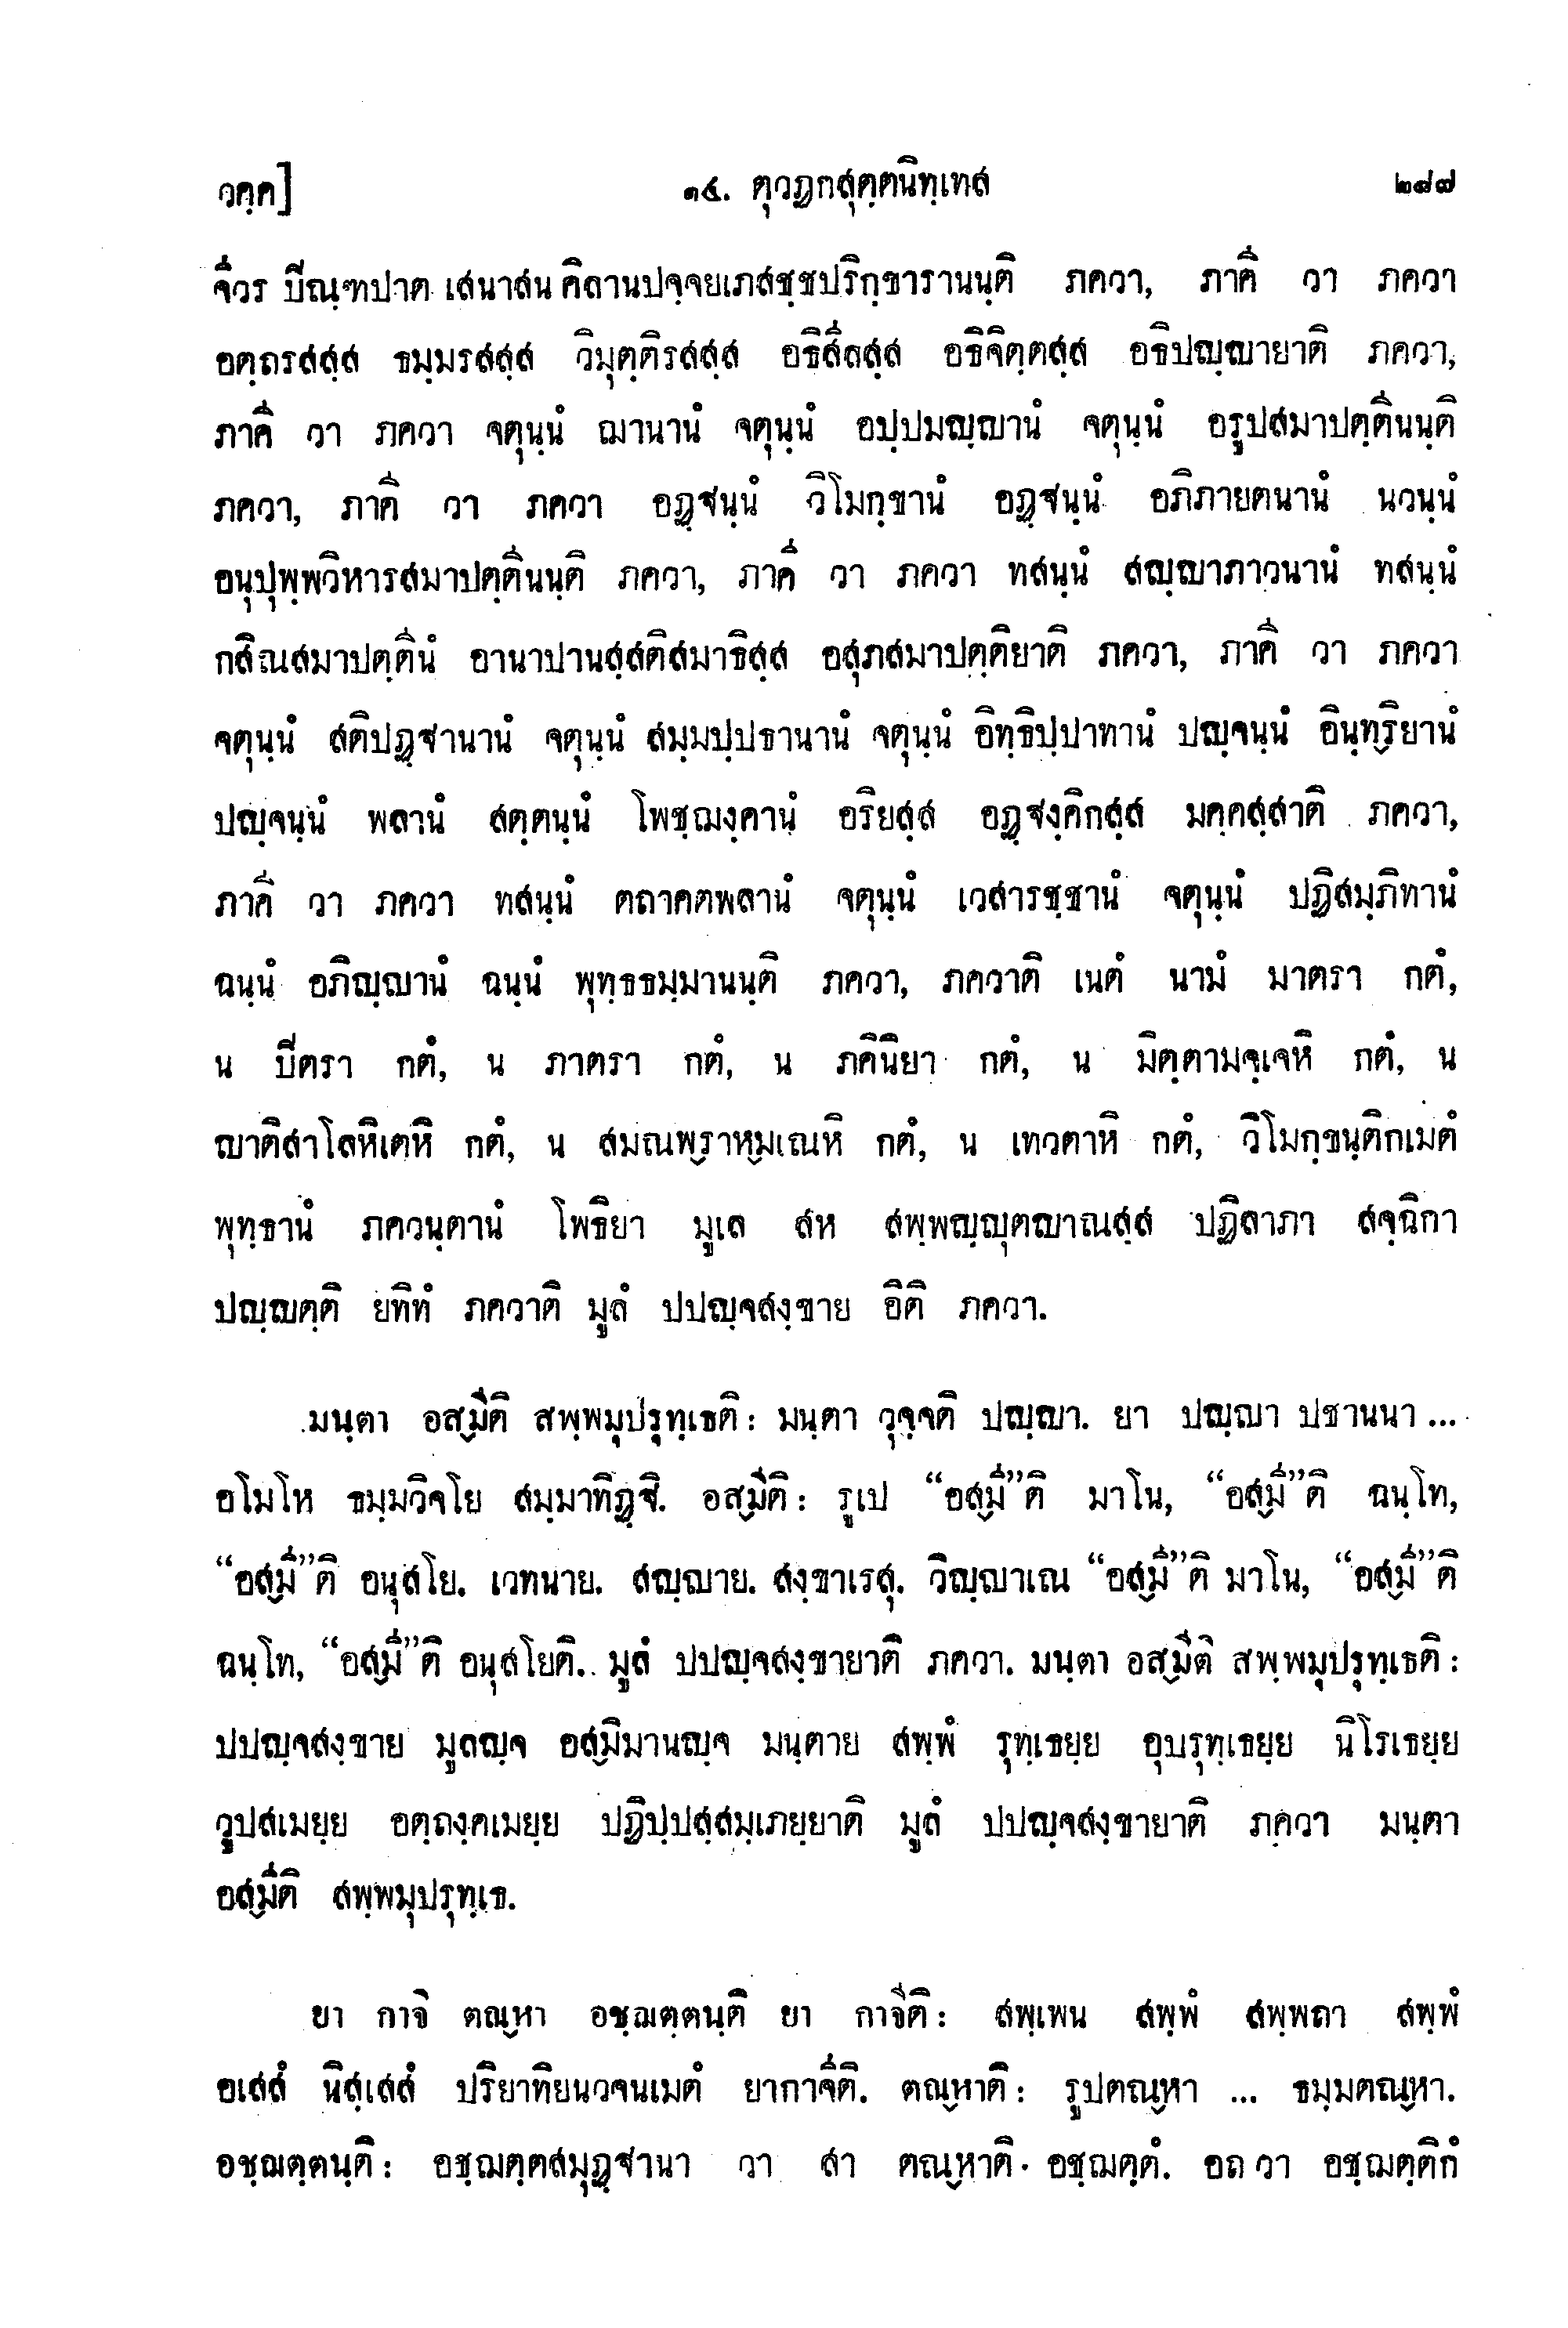 วคฺค] ๑๔. ตุวฏกสุตฺตนิทฺเทส ๒๘๗
จีวร ปิณฺฑปาต เสนาสน คิลานปจฺจยเภสชฺชปริกฺขารานนฺติ ภควา, ภาคี วา ภควา
อตฺถรสสฺส ธมฺมรสสฺส วิมุตฺติรสสฺส อธิสีลสฺส อธิจิตฺตสฺส อธิปญฺญายาติ ภควา,
ภาคี วา ภควา จตุนฺนํ ฌานานํ จตุนฺนํ อปฺปมญฺญานํ จตุนฺนํ อรูปสมาปตฺตีนนฺติ
ภควา, ภาคี วา ภควา อฏฺฐนฺนํ วิโมกฺขานํ อฏฺฐนฺนํ อภิภายตนานํ นวนฺนํ
อนุปุพฺพวิหารสมาปตฺตีนนฺติ ภควา, ภาคี วา ภควา ทสนฺนํ สญฺญาภาวนานํ ทสนฺนํ
กสิณสมาปตฺตีนํ อานาปานสฺสติสมาธิสฺส อสุภสมาปตฺติยาติ ภควา, ภาคี วา ภควา
จตุนฺนํ สติปฏฺฐานานํ จตุนฺนํ สมฺมปฺปธานานํ จตุนฺนํ อิทฺธิปฺปาทานํ ปญฺจนฺนํ อินฺทฺริยานํ
ปญฺจนฺนํ พลานํ สตฺตนฺนํ โพชฺฌงฺคานํ อริยสฺส อฏฺฐงฺคิกสฺส มคฺคสฺสาติ ภควา,
ภาคี วา ภควา ทสนฺนํ ตถาคตพลานํ จตุนฺนํ เวสารชฺชานํ จตุนฺนํ ปฏิสมฺภิทานํ
ฉนฺนํ อภิญฺญานํ ฉนฺนํ พุทฺธธมฺมานนฺติ ภควา, ภควาติ เนตํ นามํ มาตรา กตํ,
น ปิตรา กตํ, น ภาตรา กตํ, น ภคินิยา กตํ, น มิตฺตามจฺเจหิ กตํ, น
ญาติสาโลหิเตหิ กตํ, น สมณพฺราหฺมเณหิ กตํ, น เทวตาหิ กตํ, วิโมกฺขนฺติกเมตํ
พุทฺธานํ ภควนฺตานํ โพธิยา มูเล สห สพฺพญฺญุตญาณสฺส ปฏิลาภา สจฺฉิกา
ปญฺญตฺติ ยทิทํ ภควาติ มูลํ ปปญฺจสงฺขาย อิติ ภควา.
มนฺตา อสฺมีติ สพฺพมุปรุทฺเธติ : มนฺตา วุจฺจติ ปญฺญา. ยา ปญฺญา ปชานนา ...
อโมโห ธมฺมวิจโย สมฺมาทิฏฺฐิ. อสฺมีติ : รูเป “อสฺมี”ติ มาโน, “อสฺมี”ติ ฉนฺโท,
“อสฺมี”ติ อนุสโย. เวทนาย. สญฺญาย. สงฺขาเรสุ. วิญฺญาเณ “อสฺมี”ติ มาโน, “อสฺมี”ติ
ฉนฺโท, “อสฺมี”ติ อนุสโยติ. มูลํ ปปญฺจสงฺขายาติ ภควา. มนฺตา อสฺมีติ สพฺพมุปรุทฺเธติ :
ปปญฺจสงฺขาย มูลญฺจ อสฺมิมานญฺจ มนฺตาย สพฺพํ รุทฺเธยฺย อุปรุทฺเธยฺย นิโรเธยฺย
วูปสเมยฺย อตฺถงฺคเมยฺย ปฏิปฺปสฺสมฺเภยฺยาติ มูลํ ปปญฺจสงฺขายาติ ภควา มนฺตา
อสฺมีติ สพฺพมุปรุทฺเธ.
ยา กาจิ ตณฺหา อชฺฌตฺตนฺติ ยา กาจีติ : สพฺเพน สพฺพํ สพฺพถา สพฺพํ
อเสสํ นิสฺเสสํ ปริยาทิยนวจนเมตํ ยากาจีติ. ตณฺหาติ : รูปตณฺหา ... ธมฺมตณฺหา.
อชฺฌตฺตนฺติ : อชฺฌตฺตสมุฏฺฐานา วา สา ตณฺหาติ อชฺฌตฺตํ. อถ วา อชฺฌตฺติกํ